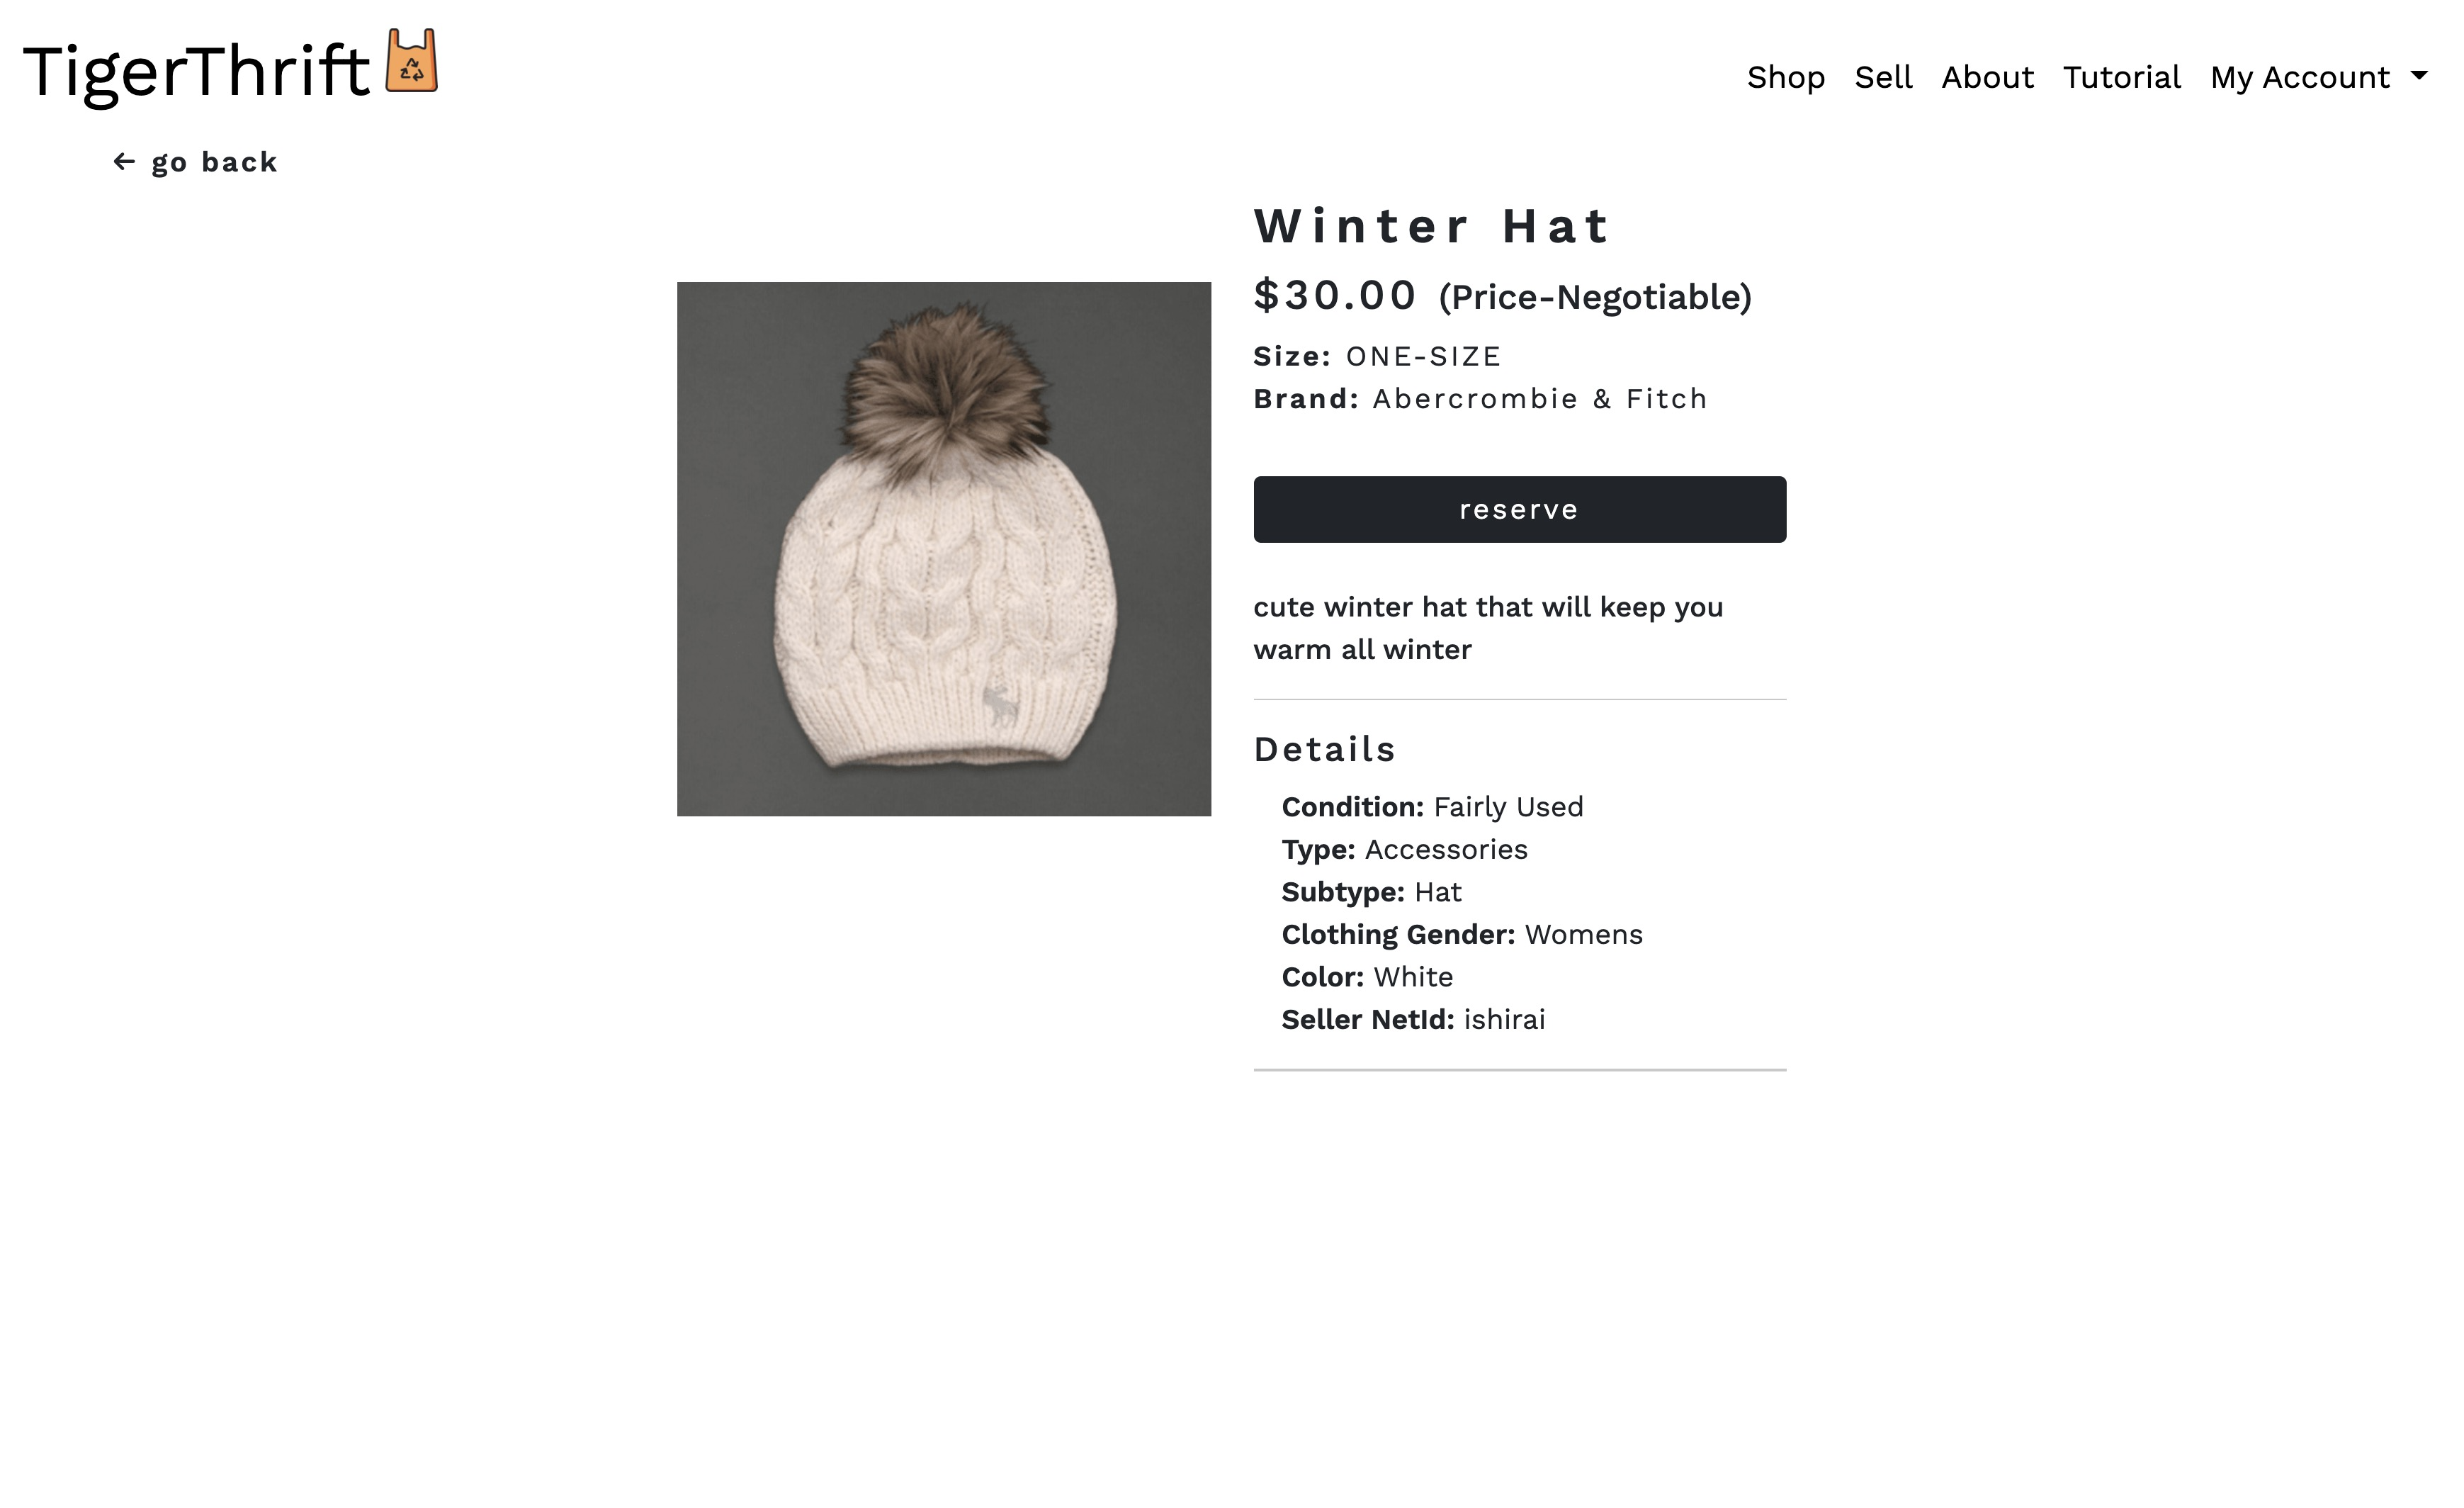 TigerThrift
Shop Sell About Tutorial My Account
go back
Winter Hat
$30.00 (Price-Negotiable)
Size: ONE-SIZE
Brand: Abercrombie & Fitch
reserve
cute winter hat that will keep you
warm all winter
Details
Condition: Fairly Used
Type: Accessories
Subtype: Hat
Clothing Gender: Womens
Color: White
Seller NetId: ishirai